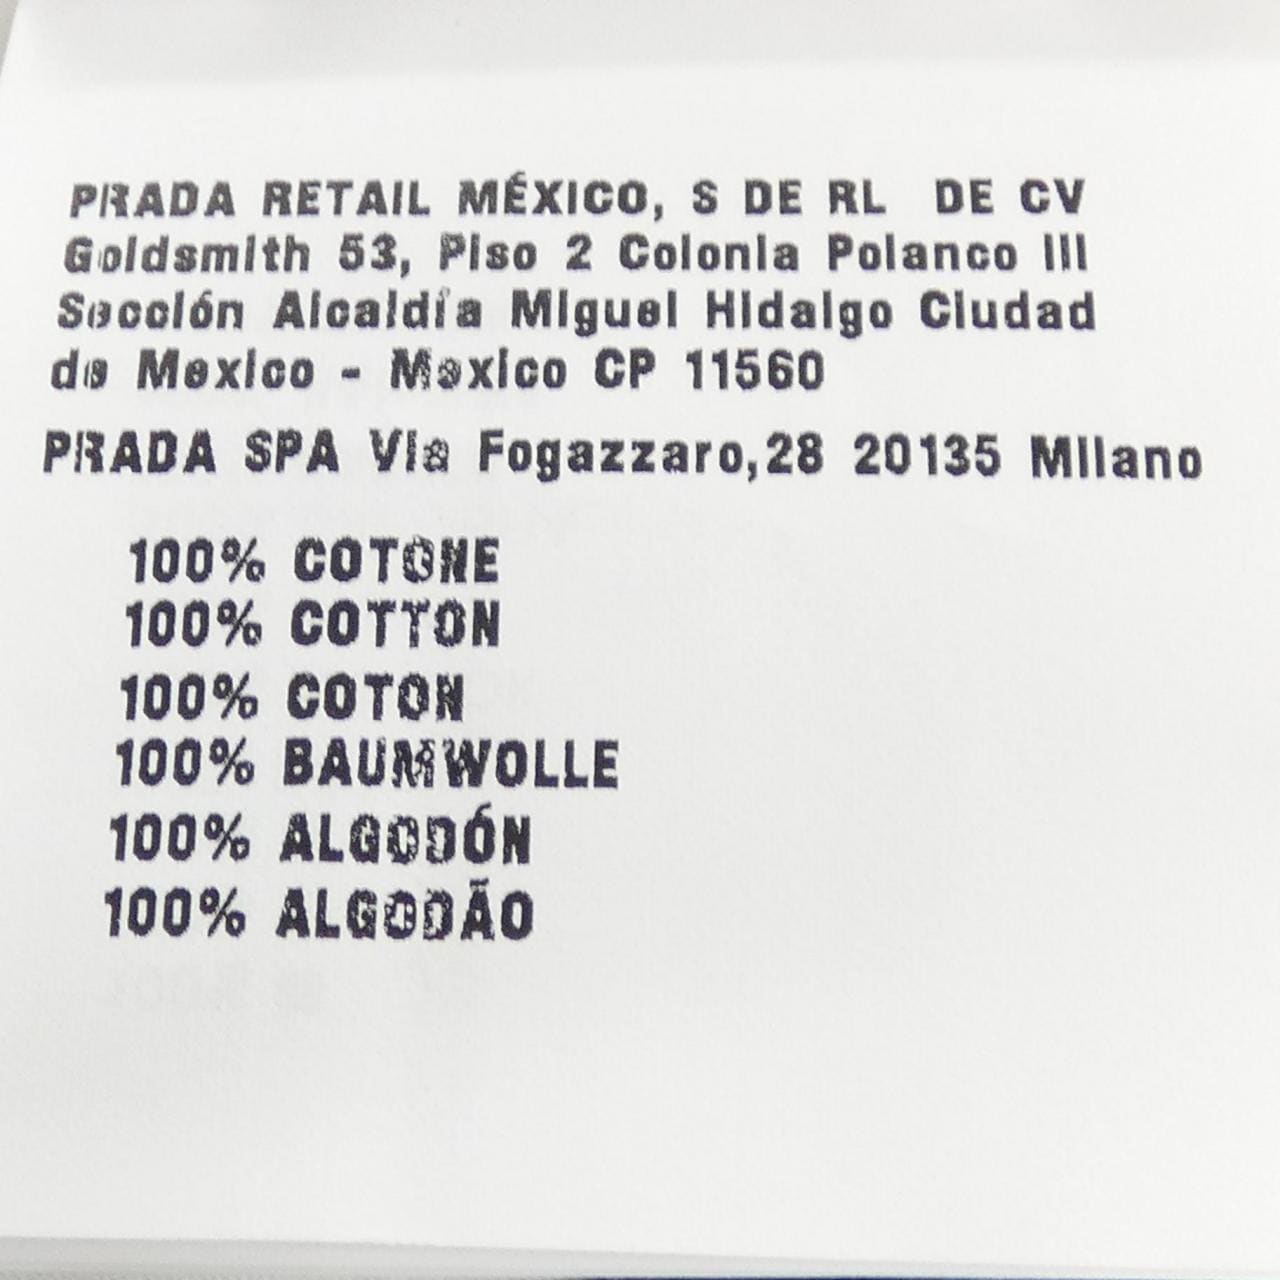 PRADA RETAIL MÉXICO, S DE RL DE CV
Goldsmith 53, Piso 2 Colonia Polanco III
Sección Alcaldía Miguel Hidalgo Ciudad
de Mexico - Mexico CP 11560
PRADA SPA Via Fogazzaro,28 20135 Milano
100% COTONE
100% COTTON
100% COTON
100% BAUMWOLLE
100% ALGODÓN
100% ALGODÃO